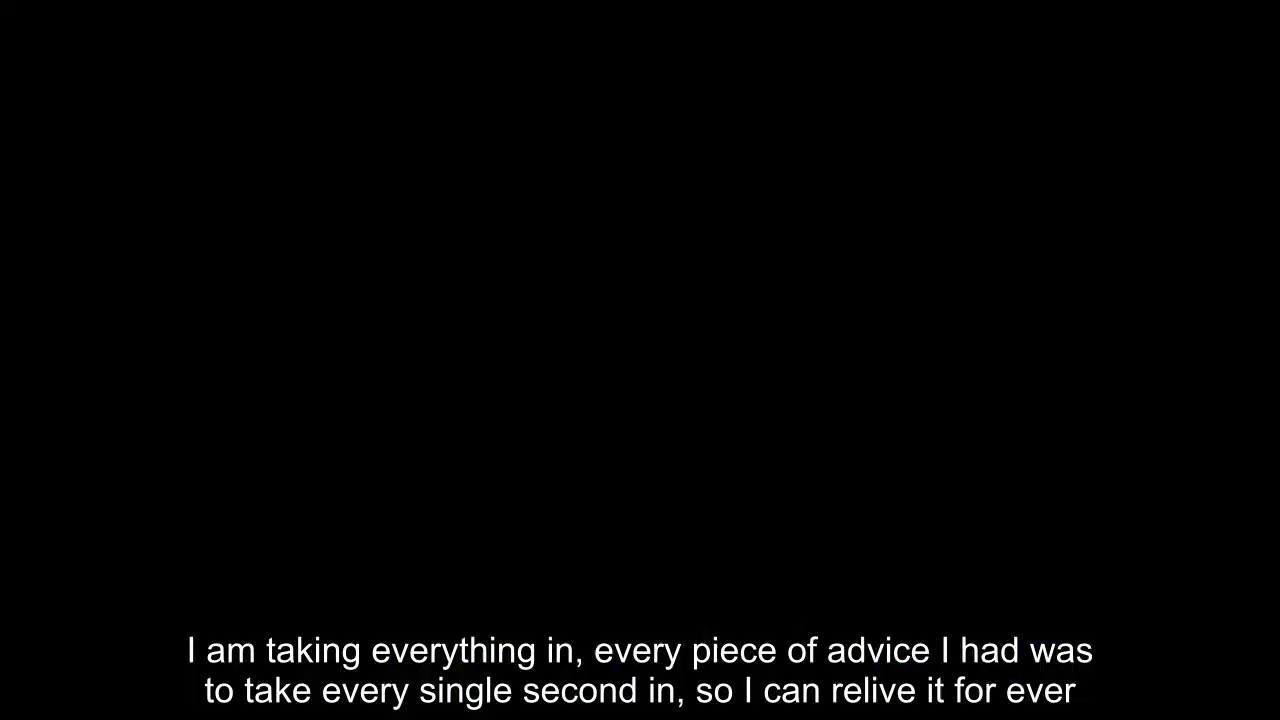 I am taking everything in, every piece of advice I had was
to take every single second in, so I can relive it for ever